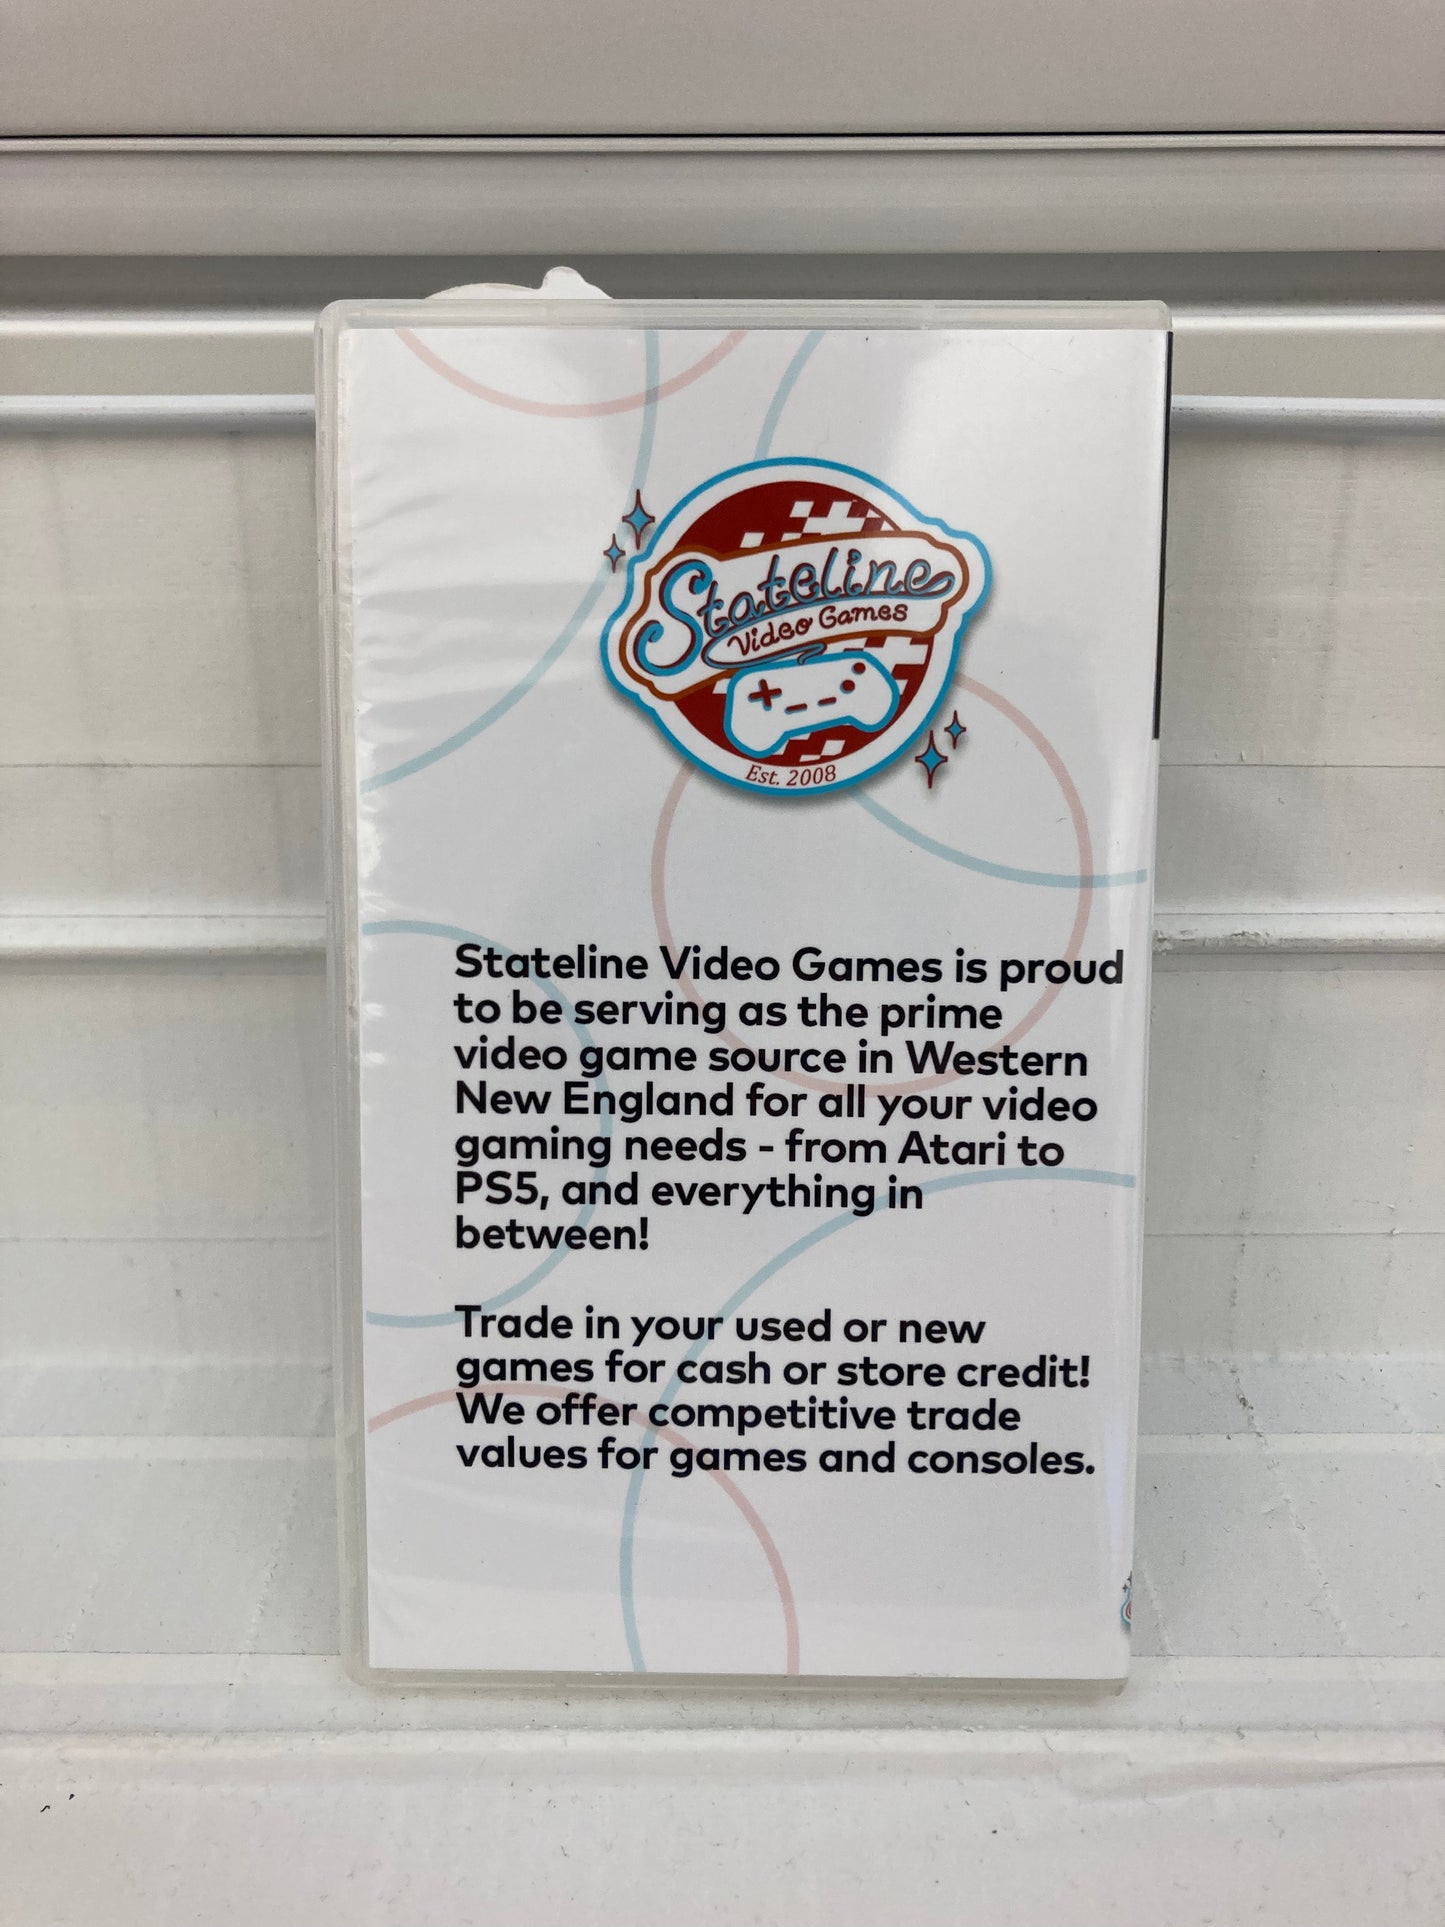 Stateline
Video Games
Est. 2008
Stateline Video Games is proud
to be serving as the prime
video game source in Western
New England for all your video
gaming needs - from Atari to
PS5, and everything in
between!
Trade in your used or new
games for cash or store credit!
We offer competitive trade
values for games and consoles.